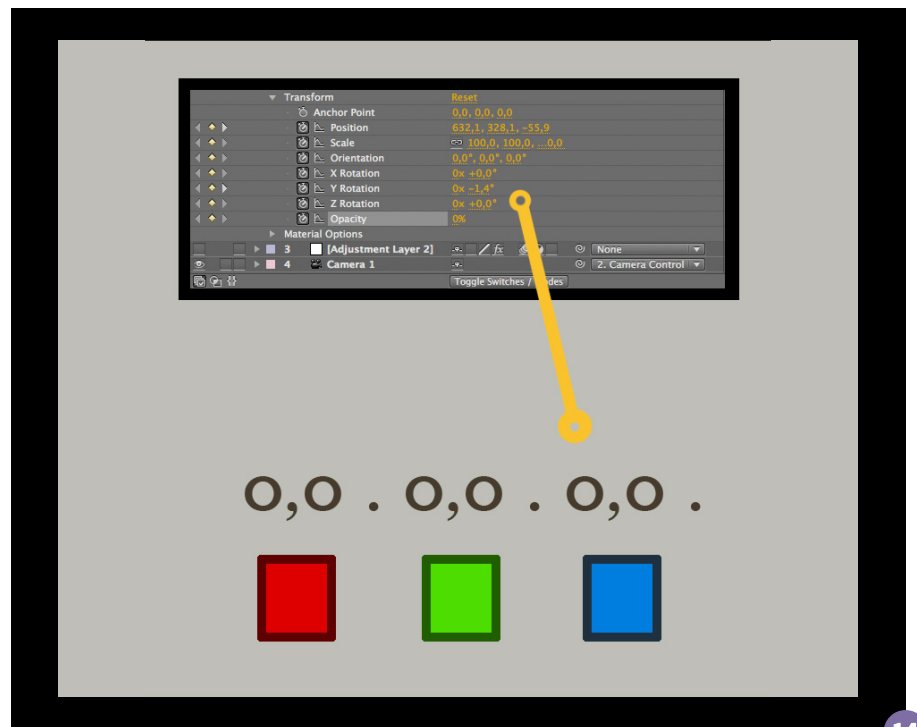 Transform Reset
Anchor Point 0,0, 0,0, 0,0
Position 632,1, 328,1, -55,9
Scale 100,0, 100,0, ...0,0
Orientation 0,0°, 0,0°, 0,0°
X Rotation 0x +0,0°
Y Rotation 0x -1,4°
Z Rotation 0x +0,0°
Opacity 0%
Material Options
3 [Adjustment Layer 2] fx None
4 Camera 1 2. Camera Control
Toggle Switches /
0,0 . 0,0 . 0,0 .